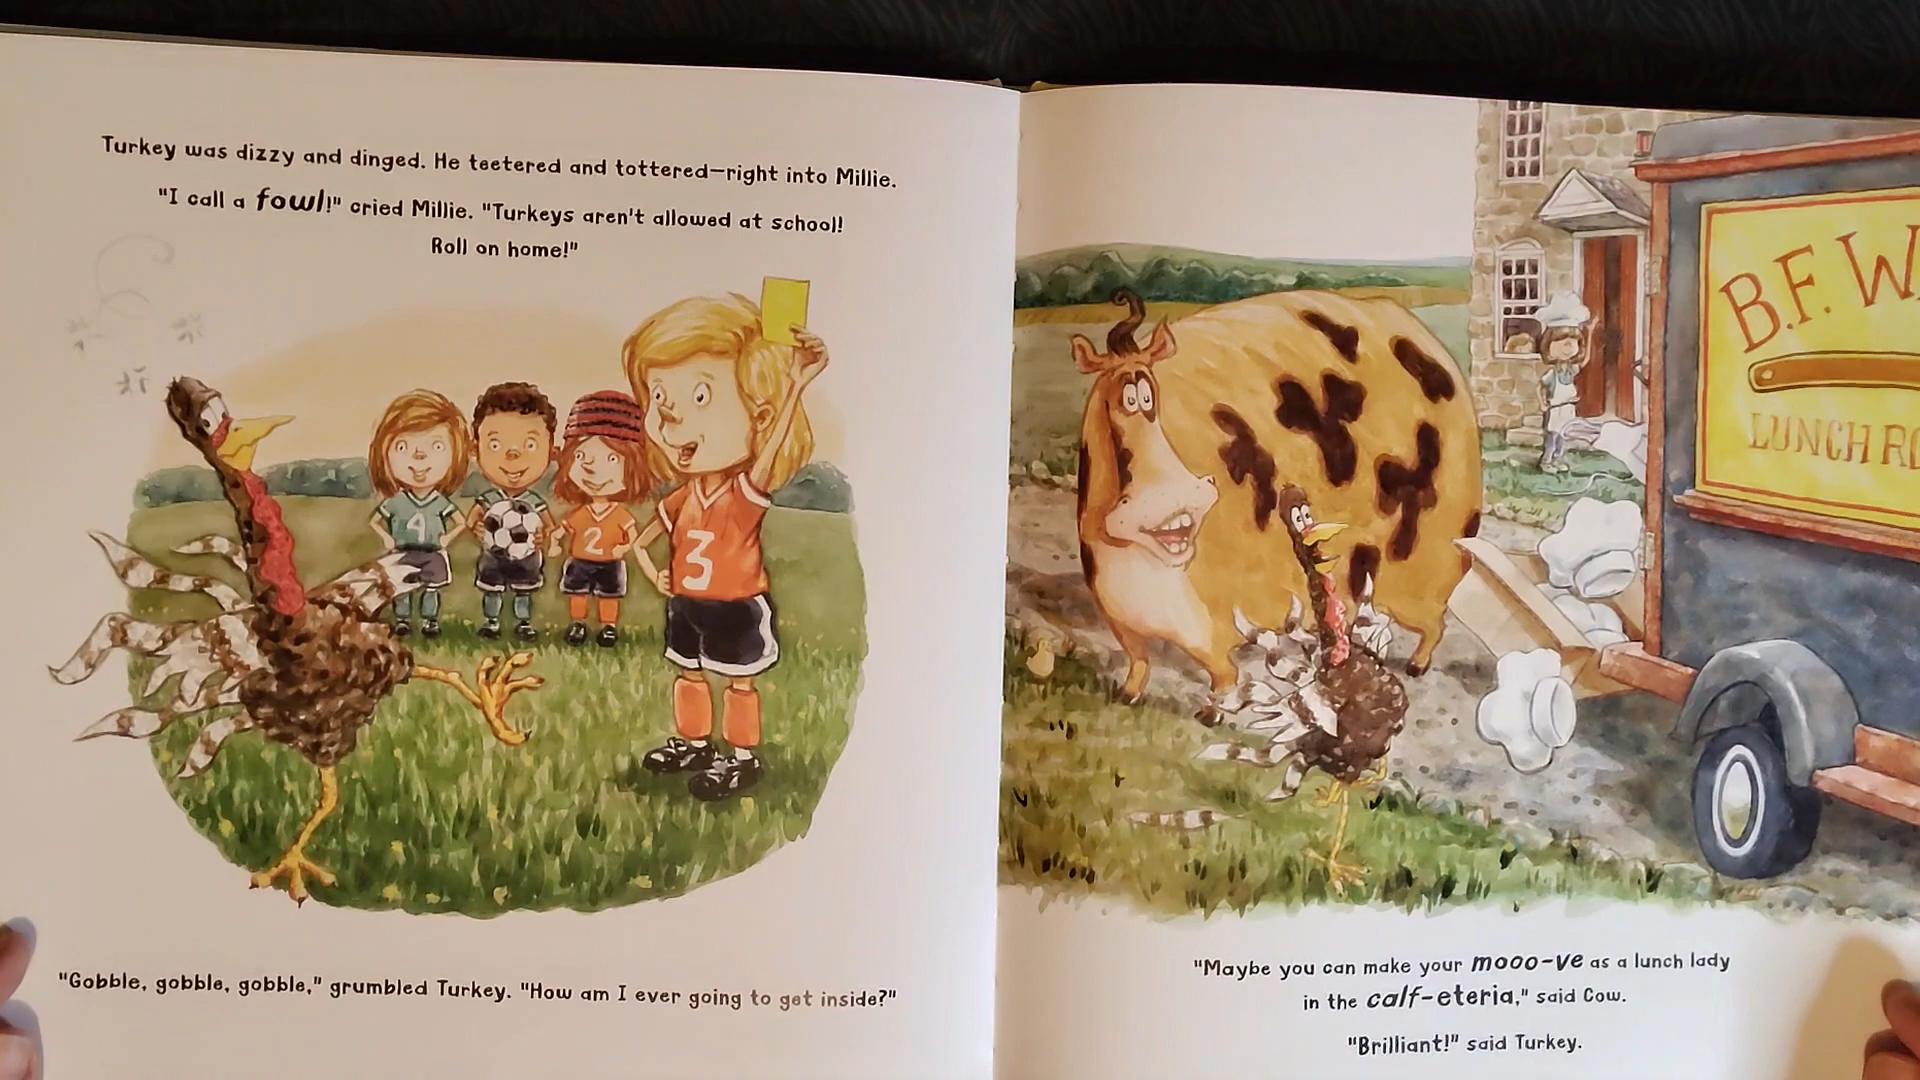 Turkey was dizzy and dinged. He teetered and tottered—right into Millie.
"I call a fowl!" cried Millie. "Turkeys aren't allowed at school!
Roll on home!"
4
2
3
"Gobble, gobble, gobble," grumbled Turkey. "How am I ever going to get inside?"
B.F. W
LUNCH
"Maybe you can make your mooo-ve as a lunch lady
in the calf-eteria," said Cow.
"Brilliant!" said Turkey.